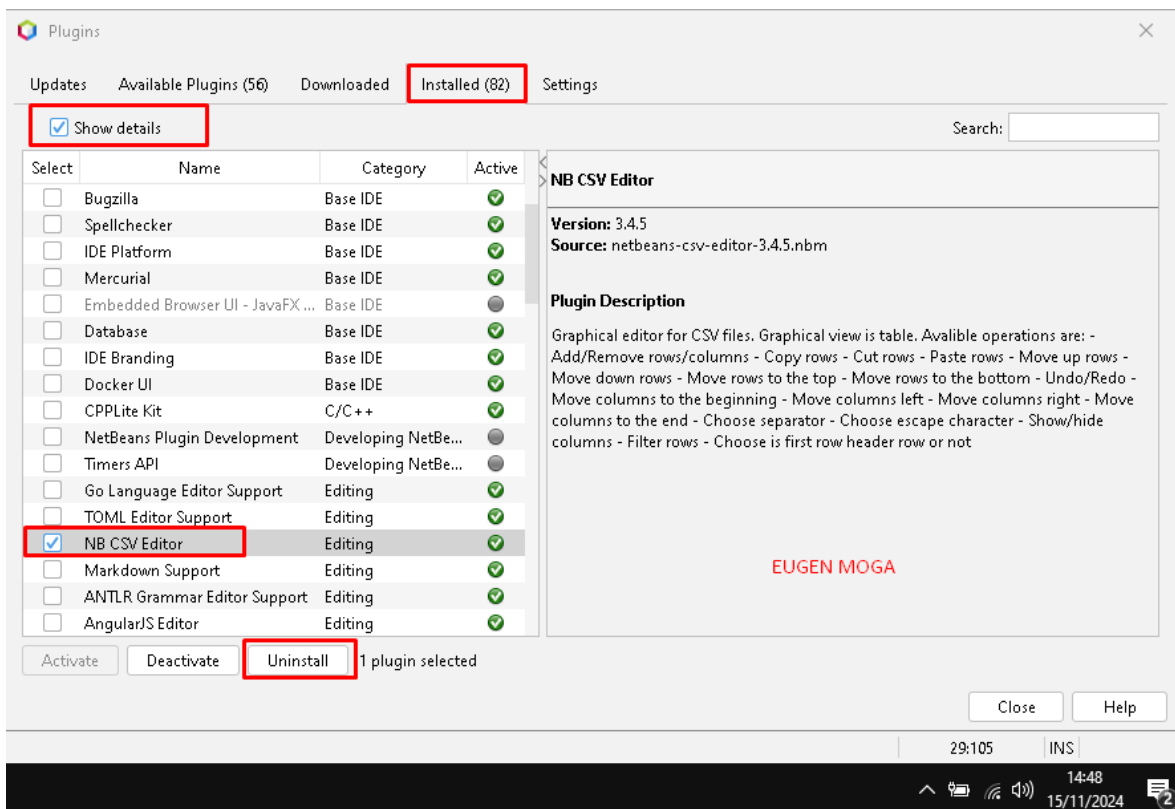 Plugins
Updates Available Plugins (56) Downloaded Installed (82) Settings
Show details Search:
Select Name Category Active
Bugzilla Base IDE
Spellchecker Base IDE
IDE Platform Base IDE
Mercurial Base IDE
Embedded Browser UI - JavaFX ... Base IDE
Database Base IDE
IDE Branding Base IDE
Docker UI Base IDE
CPPLite Kit C/C++
NetBeans Plugin Development Developing NetBe...
Timers API Developing NetBe...
Go Language Editor Support Editing
TOML Editor Support Editing
NB CSV Editor Editing
Markdown Support Editing
ANTLR Grammar Editor Support Editing
AngularJS Editor Editing
NB CSV Editor
Version: 3.4.5
Source: netbeans-csv-editor-3.4.5.nbm
Plugin Description
Graphical editor for CSV files. Graphical view is table. Avalible operations are: -
Add/Remove rows/columns - Copy rows - Cut rows - Paste rows - Move up rows -
Move down rows - Move rows to the top - Move rows to the bottom - Undo/Redo -
Move columns to the beginning - Move columns left - Move columns right - Move
columns to the end - Choose separator - Choose escape character - Show/hide
columns - Filter rows - Choose is first row header row or not
EUGEN MOGA
Activate Deactivate Uninstall 1 plugin selected
Close Help
29:105 INS
14:48
15/11/2024
2